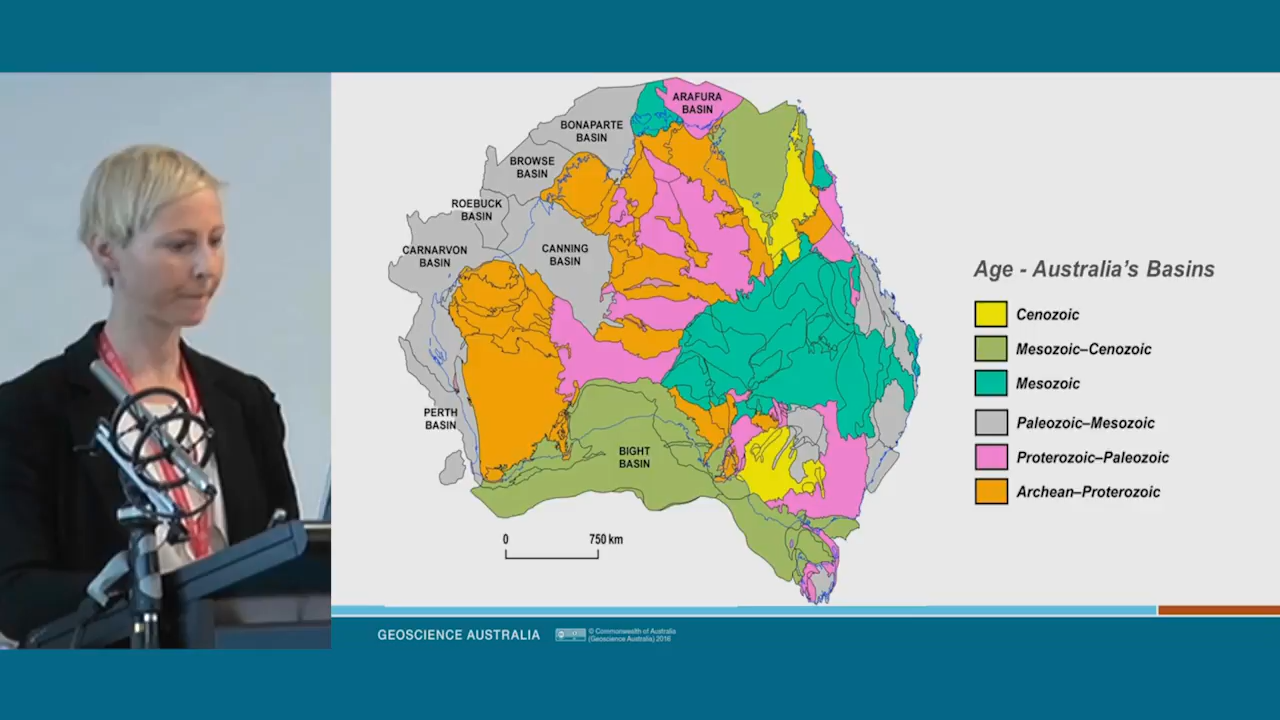 ARAFURA
BASIN
BONAPARTE
BASIN
BROWSE
BASIN
ROEBUCK
BASIN
CARNARVON
BASIN
CANNING
BASIN
PERTH
BASIN
BIGHT
BASIN
0 750 km
Age - Australia's Basins
Cenozoic
Mesozoic–Cenozoic
Mesozoic
Paleozoic–Mesozoic
Proterozoic–Paleozoic
Archean–Proterozoic
GEOSCIENCE AUSTRALIA
© Commonwealth of Australia
(Geoscience Australia) 2016